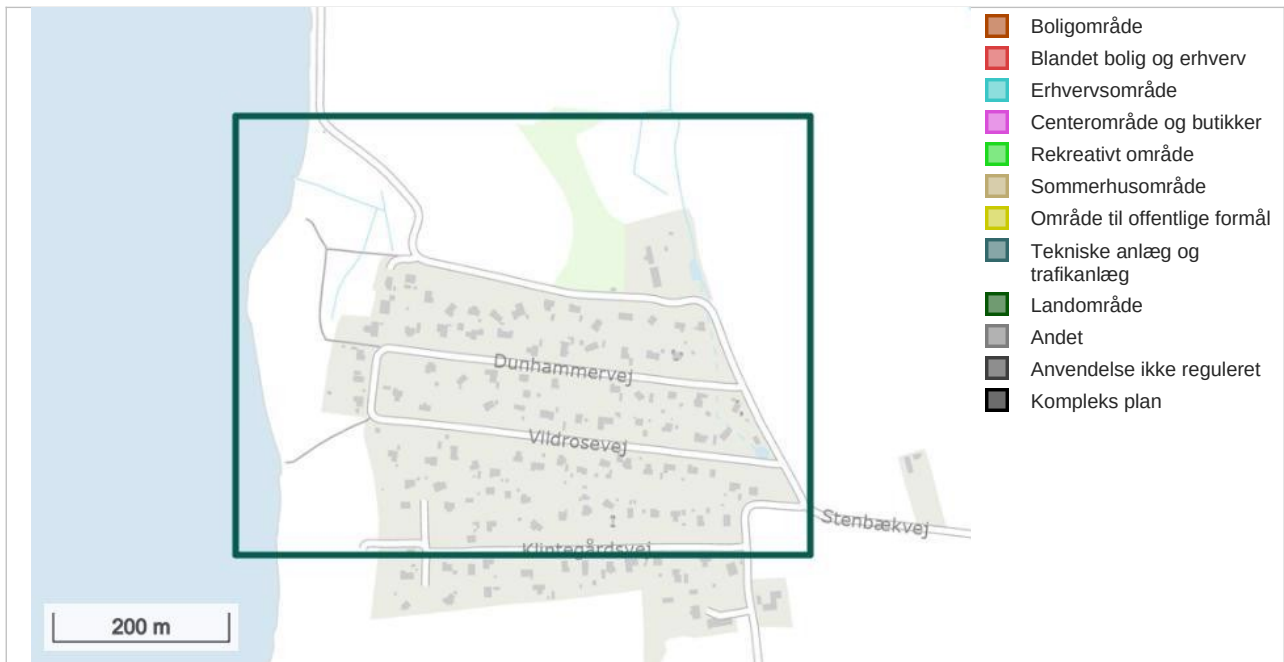 Boligområde
Blandet bolig og erhverv
Erhvervsområde
Centerområde og butikker
Rekreativt område
Sommerhusområde
Område til offentlige formål
Tekniske anlæg og
trafikanlæg
Landområde
Andet
Anvendelse ikke reguleret
Kompleks plan
Dunhammervej
Vildrosevej
Stenbækvej
Klintegårdsvej
200 m